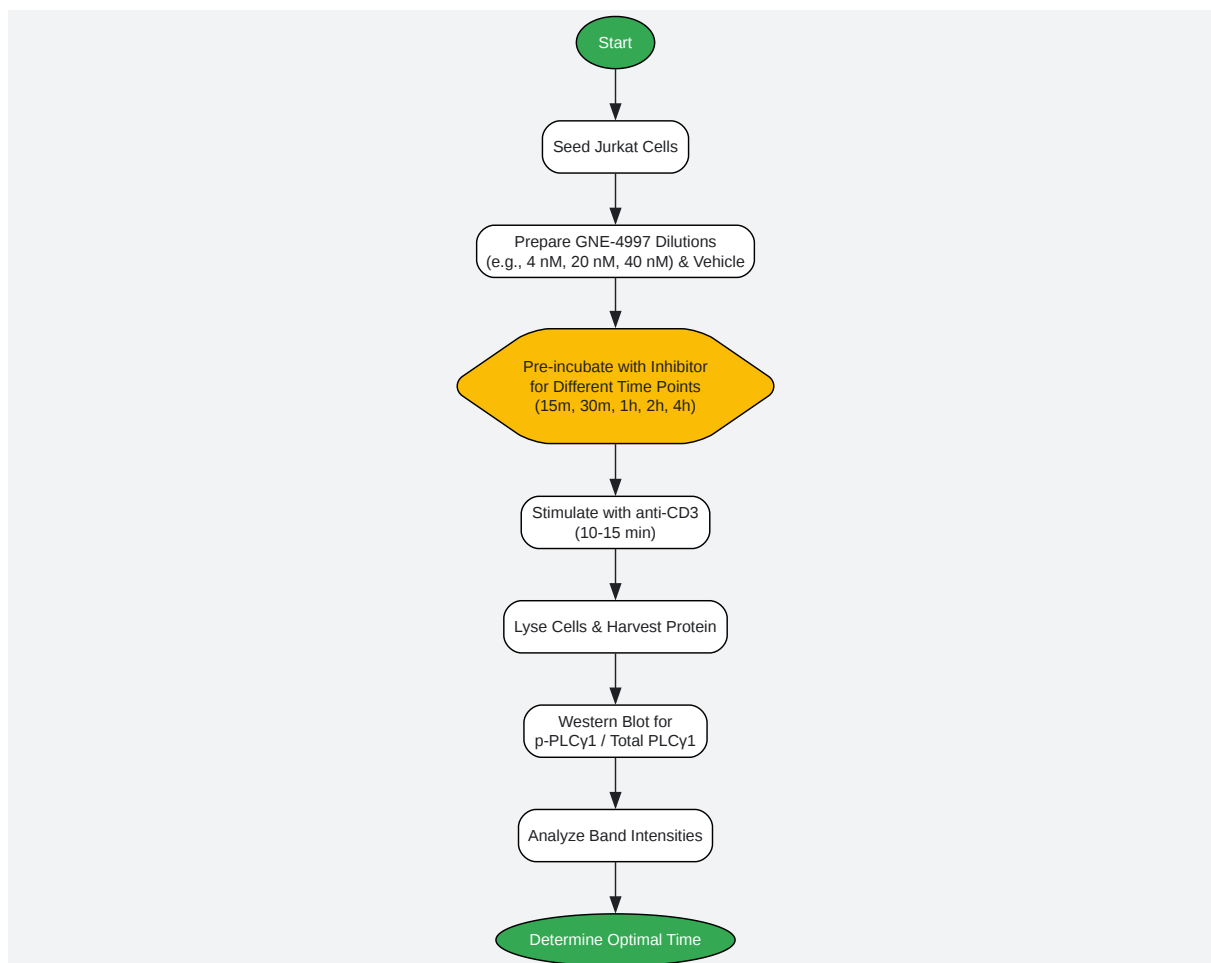 Start
Seed Jurkat Cells
Prepare GNE-4997 Dilutions
(e.g., 4 nM, 20 nM, 40 nM) & Vehicle
Pre-incubate with Inhibitor
for Different Time Points
(15m, 30m, 1h, 2h, 4h)
Stimulate with anti-CD3
(10-15 min)
Lyse Cells & Harvest Protein
Western Blot for
p-PLCγ1 / Total PLCγ1
Analyze Band Intensities
Determine Optimal Time